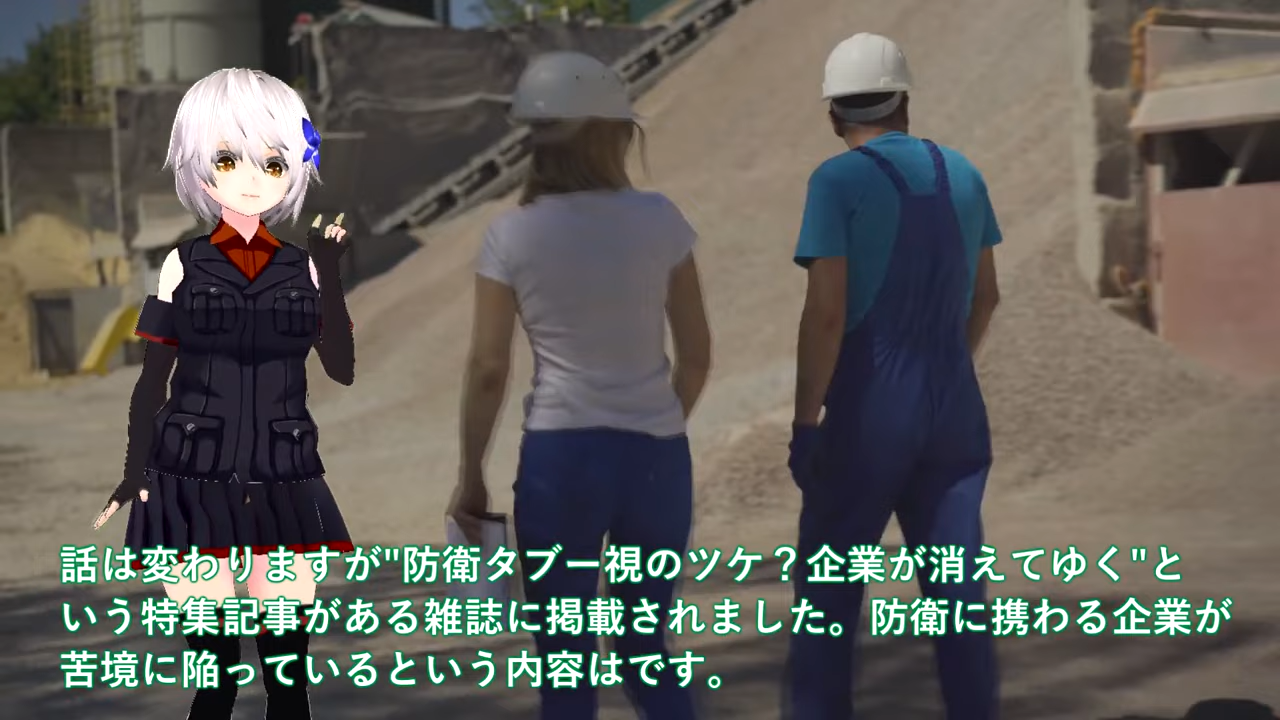 話は変わりますが"防衛タブー視のツケ？企業が消えてゆく"と
いう特集記事がある雑誌に掲載されました。防衛に携わる企業が
苦境に陥っているという内容はです。